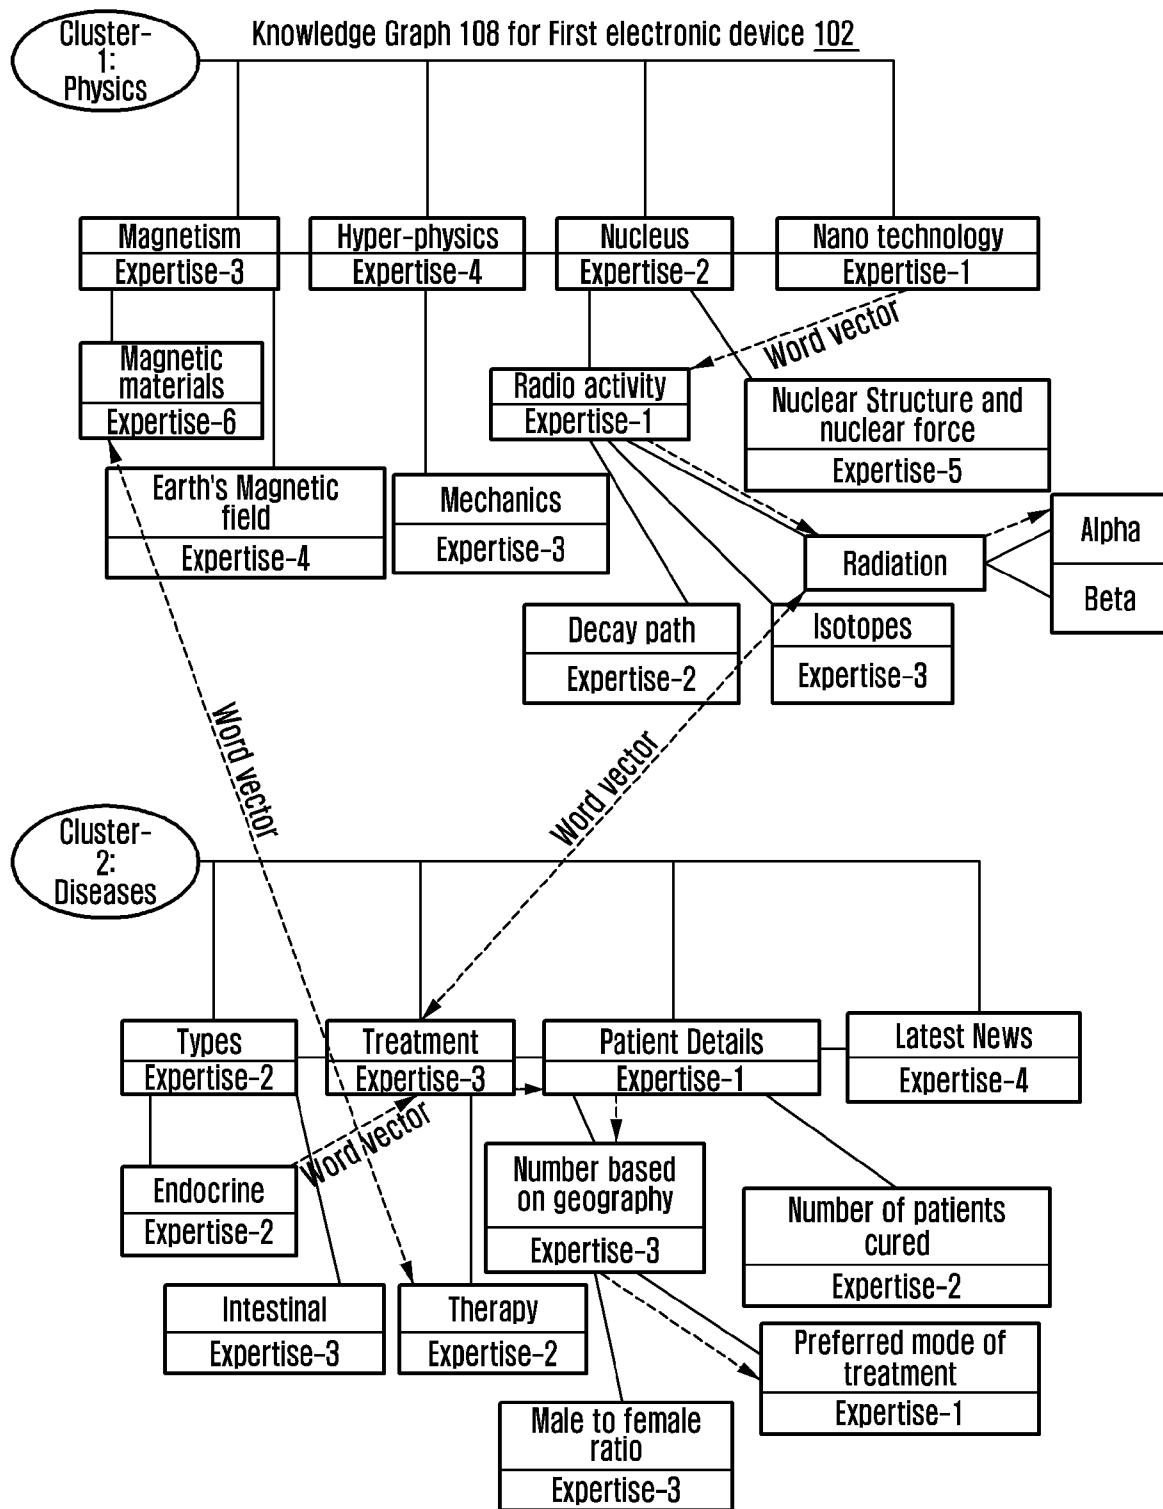 Cluster-
1:
Physics
Knowledge Graph 108 for First electronic device 102
Magnetism
Expertise-3
Hyper-physics
Expertise-4
Nucleus
Expertise-2
Nano technology
Expertise-1
Word vector
Magnetic
materials
Expertise-6
Radio activity
Expertise-1
Nuclear Structure and
nuclear force
Expertise-5
Earth's Magnetic
field
Expertise-4
Mechanics
Expertise-3
Radiation
Alpha
Beta
Decay path
Expertise-2
Isotopes
Expertise-3
Word vector
Word vector
Cluster-
2:
Diseases
Types
Expertise-2
Treatment
Expertise-3
Patient Details
Expertise-1
Latest News
Expertise-4
Word vector
Endocrine
Expertise-2
Number based
on geography
Expertise-3
Number of patients
cured
Expertise-2
Intestinal
Expertise-3
Therapy
Expertise-2
Preferred mode of
treatment
Expertise-1
Male to female
ratio
Expertise-3